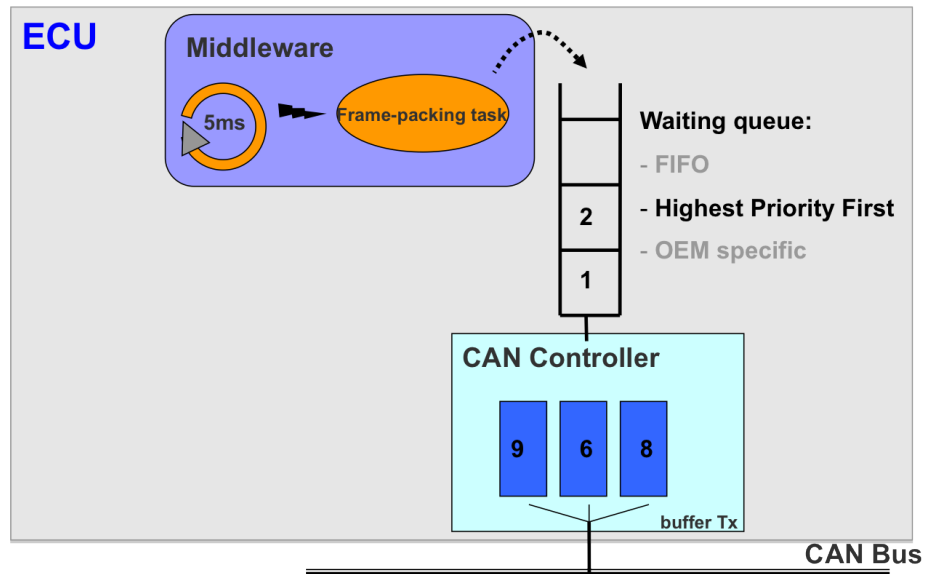 ECU
Middleware
5ms
Frame-packing task
Waiting queue:
- FIFO
- Highest Priority First
- OEM specific
2
1
CAN Controller
9 6 8
buffer Tx
CAN Bus